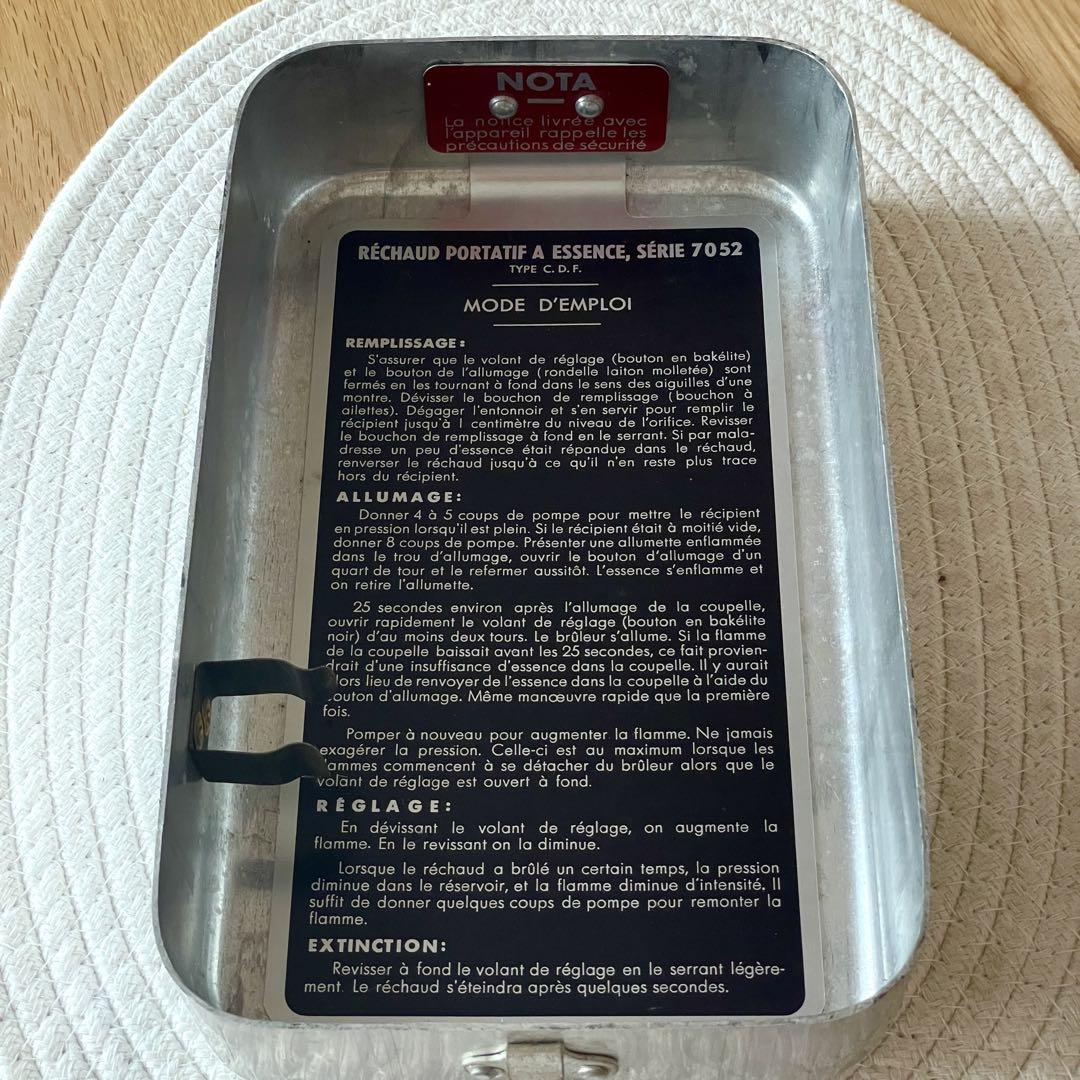 NOTA
La notice livrée avec
l'appareil rappelle les
précautions de sécurité
RÉCHAUD PORTATIF A ESSENCE, SÉRIE 7052
TYPE C. D. F.
MODE D'EMPLOI
REMPLISSAGE:
S'assurer que le volant de réglage (bouton en bakélite)
et le bouton de l'allumage (rondelle laiton molletée) sont
fermés en les tournant à fond dans le sens des aiguilles d'une
montre. Dévisser le bouchon de remplissage (bouchon à
ailettes). Dégager l'entonnoir et s'en servir pour remplir le
récipient jusqu'à 1 centimètre du niveau de l'orifice. Revisser
le bouchon de remplissage à fond en le serrant. Si par mala-
dresse un peu d'essence était répandue dans le réchaud,
renverser le réchaud jusqu'à ce qu'il n'en reste plus trace
hors du récipient.
ALLUMAGE:
Donner 4 à 5 coups de pompe pour mettre le récipient
en pression lorsqu'il est plein. Si le récipient était à moitié vide,
donner 8 coups de pompe. Présenter une allumette enflammée
dans le trou d'allumage, ouvrir le bouton d'allumage d'un
quart de tour et le refermer aussitôt. L'essence s'enflamme et
on retire l'allumette.
25 secondes environ après l'allumage de la coupelle,
ouvrir rapidement le volant de réglage (bouton en bakélite
noir) d'au moins deux tours. Le brûleur s'allume. Si la flamme
de la coupelle baissait avant les 25 secondes, ce fait provien-
drait d'une insuffisance d'essence dans la coupelle. Il y aurait
alors lieu de renvoyer de l'essence dans la coupelle à l'aide du
bouton d'allumage. Même manœuvre rapide que la première
fois.
Pomper à nouveau pour augmenter la flamme. Ne jamais
exagérer la pression. Celle-ci est au maximum lorsque les
flammes commencent à se détacher du brûleur alors que le
volant de réglage est ouvert à fond.
RÉGLAGE:
En dévissant le volant de réglage, on augmente la
flamme. En le revissant on la diminue.
Lorsque le réchaud a brûlé un certain temps, la pression
diminue dans le réservoir, et la flamme diminue d'intensité. Il
suffit de donner quelques coups de pompe pour remonter la
flamme.
EXTINCTION:
Revisser à fond le volant de réglage en le serrant légère-
ment. Le réchaud s'éteindra après quelques secondes.